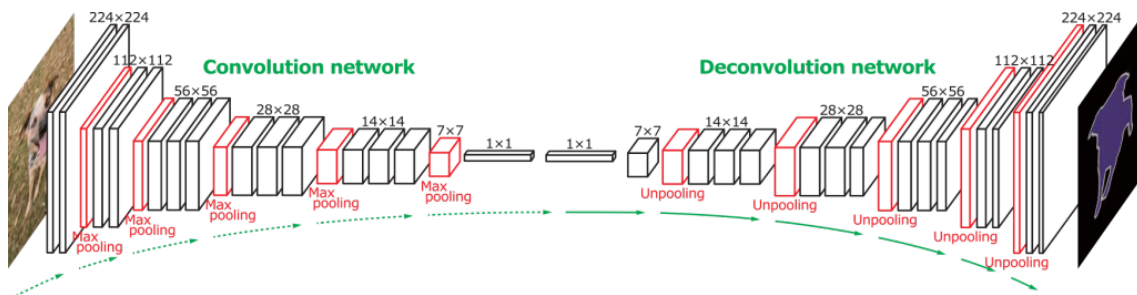 224×224
112×112
56×56
28×28
14×14
7×7
1×1
1×1
7×7
14×14
28×28
56×56
112×112
224×224
Convolution network
Deconvolution network
Max
pooling
Max
pooling
Max
pooling
Max
pooling
Max
pooling
Unpooling
Unpooling
Unpooling
Unpooling
Unpooling